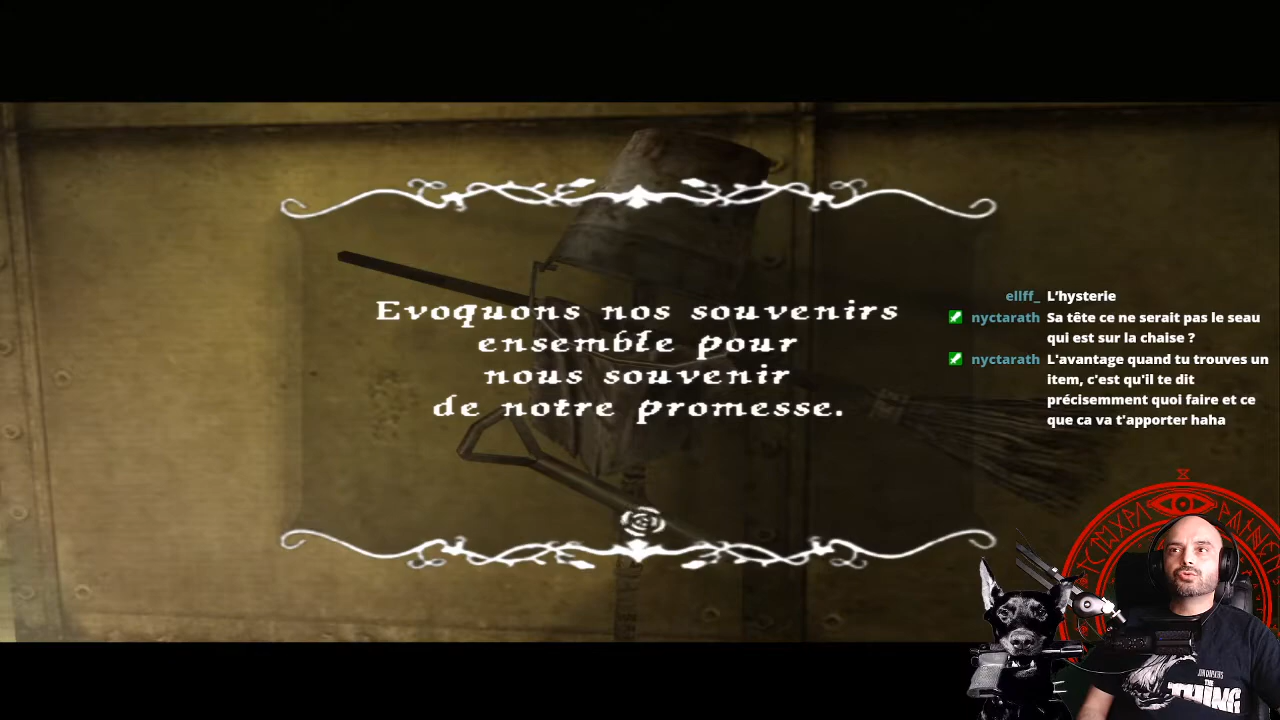 Evoquons nos souvenirs
ensemble pour
nous souvenir
de notre promesse.
ellff_ L'hysterie
nyctarath Sa tête ce ne serait pas le seau
qui est sur la chaise ?
nyctarath L'avantage quand tu trouves un
item, c'est qu'il te dit
précisemment quoi faire et ce
que ca va t'apporter haha
THE
THING